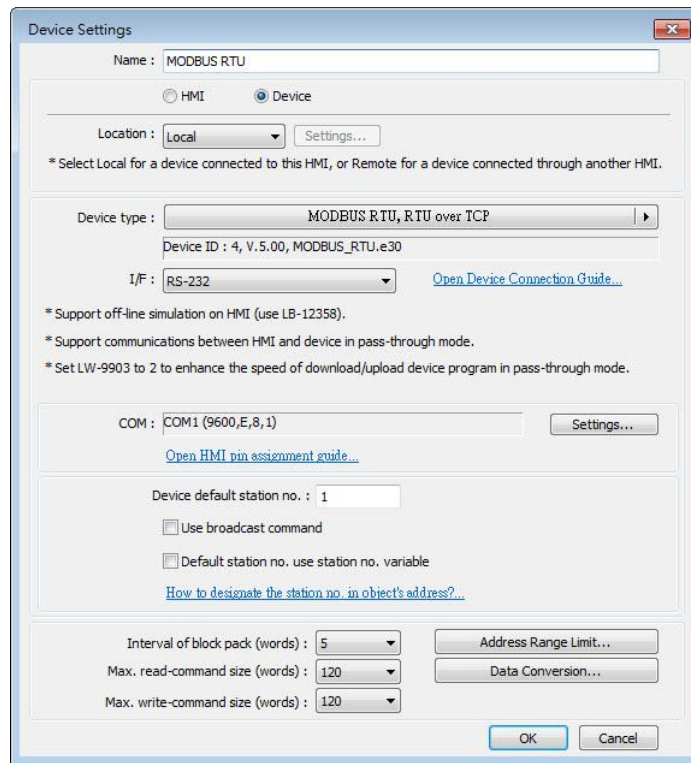 Device Settings
Name : MODBUS RTU
HMI Device
Location : Local Settings...
* Select Local for a device connected to this HMI, or Remote for a device connected through another HMI.
Device type : MODBUS RTU, RTU over TCP
Device ID : 4, V.5.00, MODBUS_RTU.e30
I/F : RS-232 Open Device Connection Guide...
* Support off-line simulation on HMI (use LB-12358).
* Support communications between HMI and device in pass-through mode.
* Set LW-9903 to 2 to enhance the speed of download/upload device program in pass-through mode.
COM : COM1 (9600,E,8,1) Settings...
Open HMI pin assignment guide...
Device default station no. : 1
Use broadcast command
Default station no. use station no. variable
How to designate the station no. in object's address?...
Interval of block pack (words) : 5 Address Range Limit...
Max. read-command size (words) : 120 Data Conversion...
Max. write-command size (words) : 120
OK Cancel